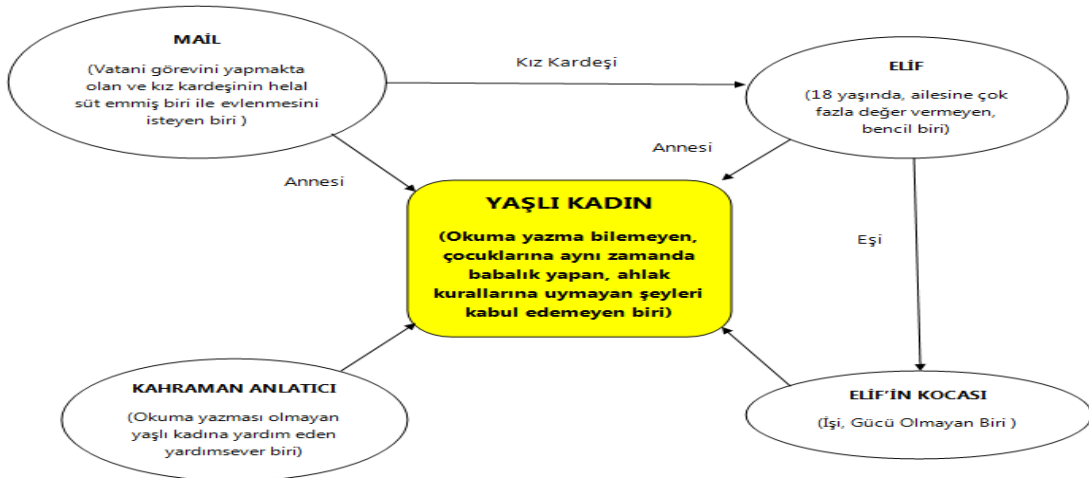 MAİL
(Vatani görevini yapmakta
olan ve kız kardeşinin helal
süt emmiş biri ile evlenmesini
isteyen biri )
Kız Kardeşi
ELİF
(18 yaşında, ailesine çok
fazla değer vermeyen,
bencil biri)
Annesi
Annesi
YAŞLI KADIN
(Okuma yazma bilemeyen,
çocuklarına aynı zamanda
babalık yapan, ahlak
kurallarına uymayan şeyleri
kabul edemeyen biri)
Eşi
KAHRAMAN ANLATICI
(Okuma yazması olmayan
yaşlı kadına yardım eden
yardımsever biri)
ELİF’İN KOCASI
(İşi, Gücü Olmayan Biri )